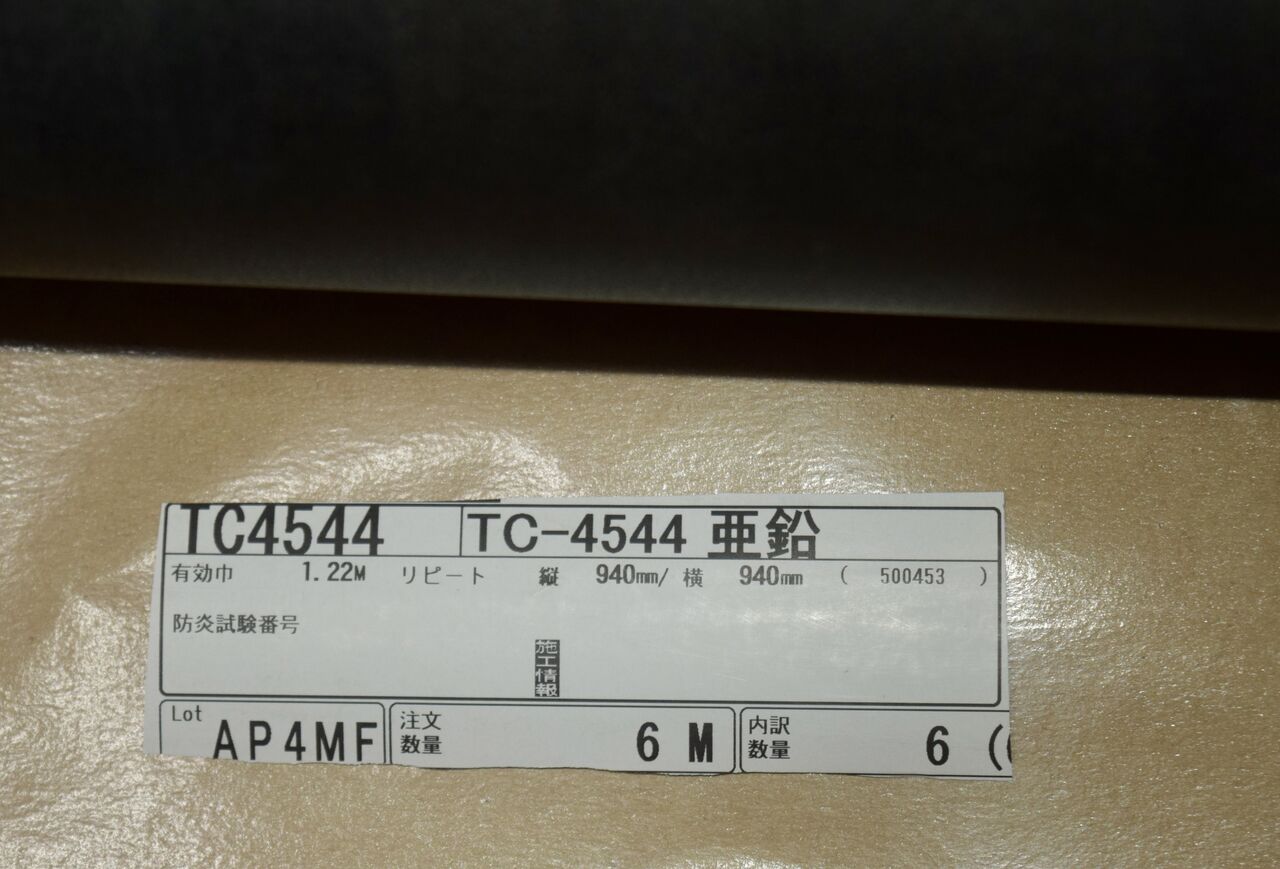 TC4544 TC-4544 亜鉛
有効巾 1.22M リピート 縦 940mm/ 横 940mm ( 500453 )
防炎試験番号
施工情報
Lot AP4MF 注文数量 6 M 内訳数量 6 (